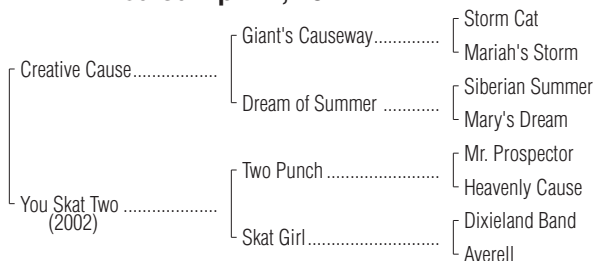 Storm Cat
Giant's Causeway..............
Mariah's Storm
Creative Cause..................
Siberian Summer
Dream of Summer ............
Mary's Dream
Mr. Prospector
Two Punch ........................
Heavenly Cause
You Skat Two ....................
(2002)
Dixieland Band
Skat Girl............................
Averell